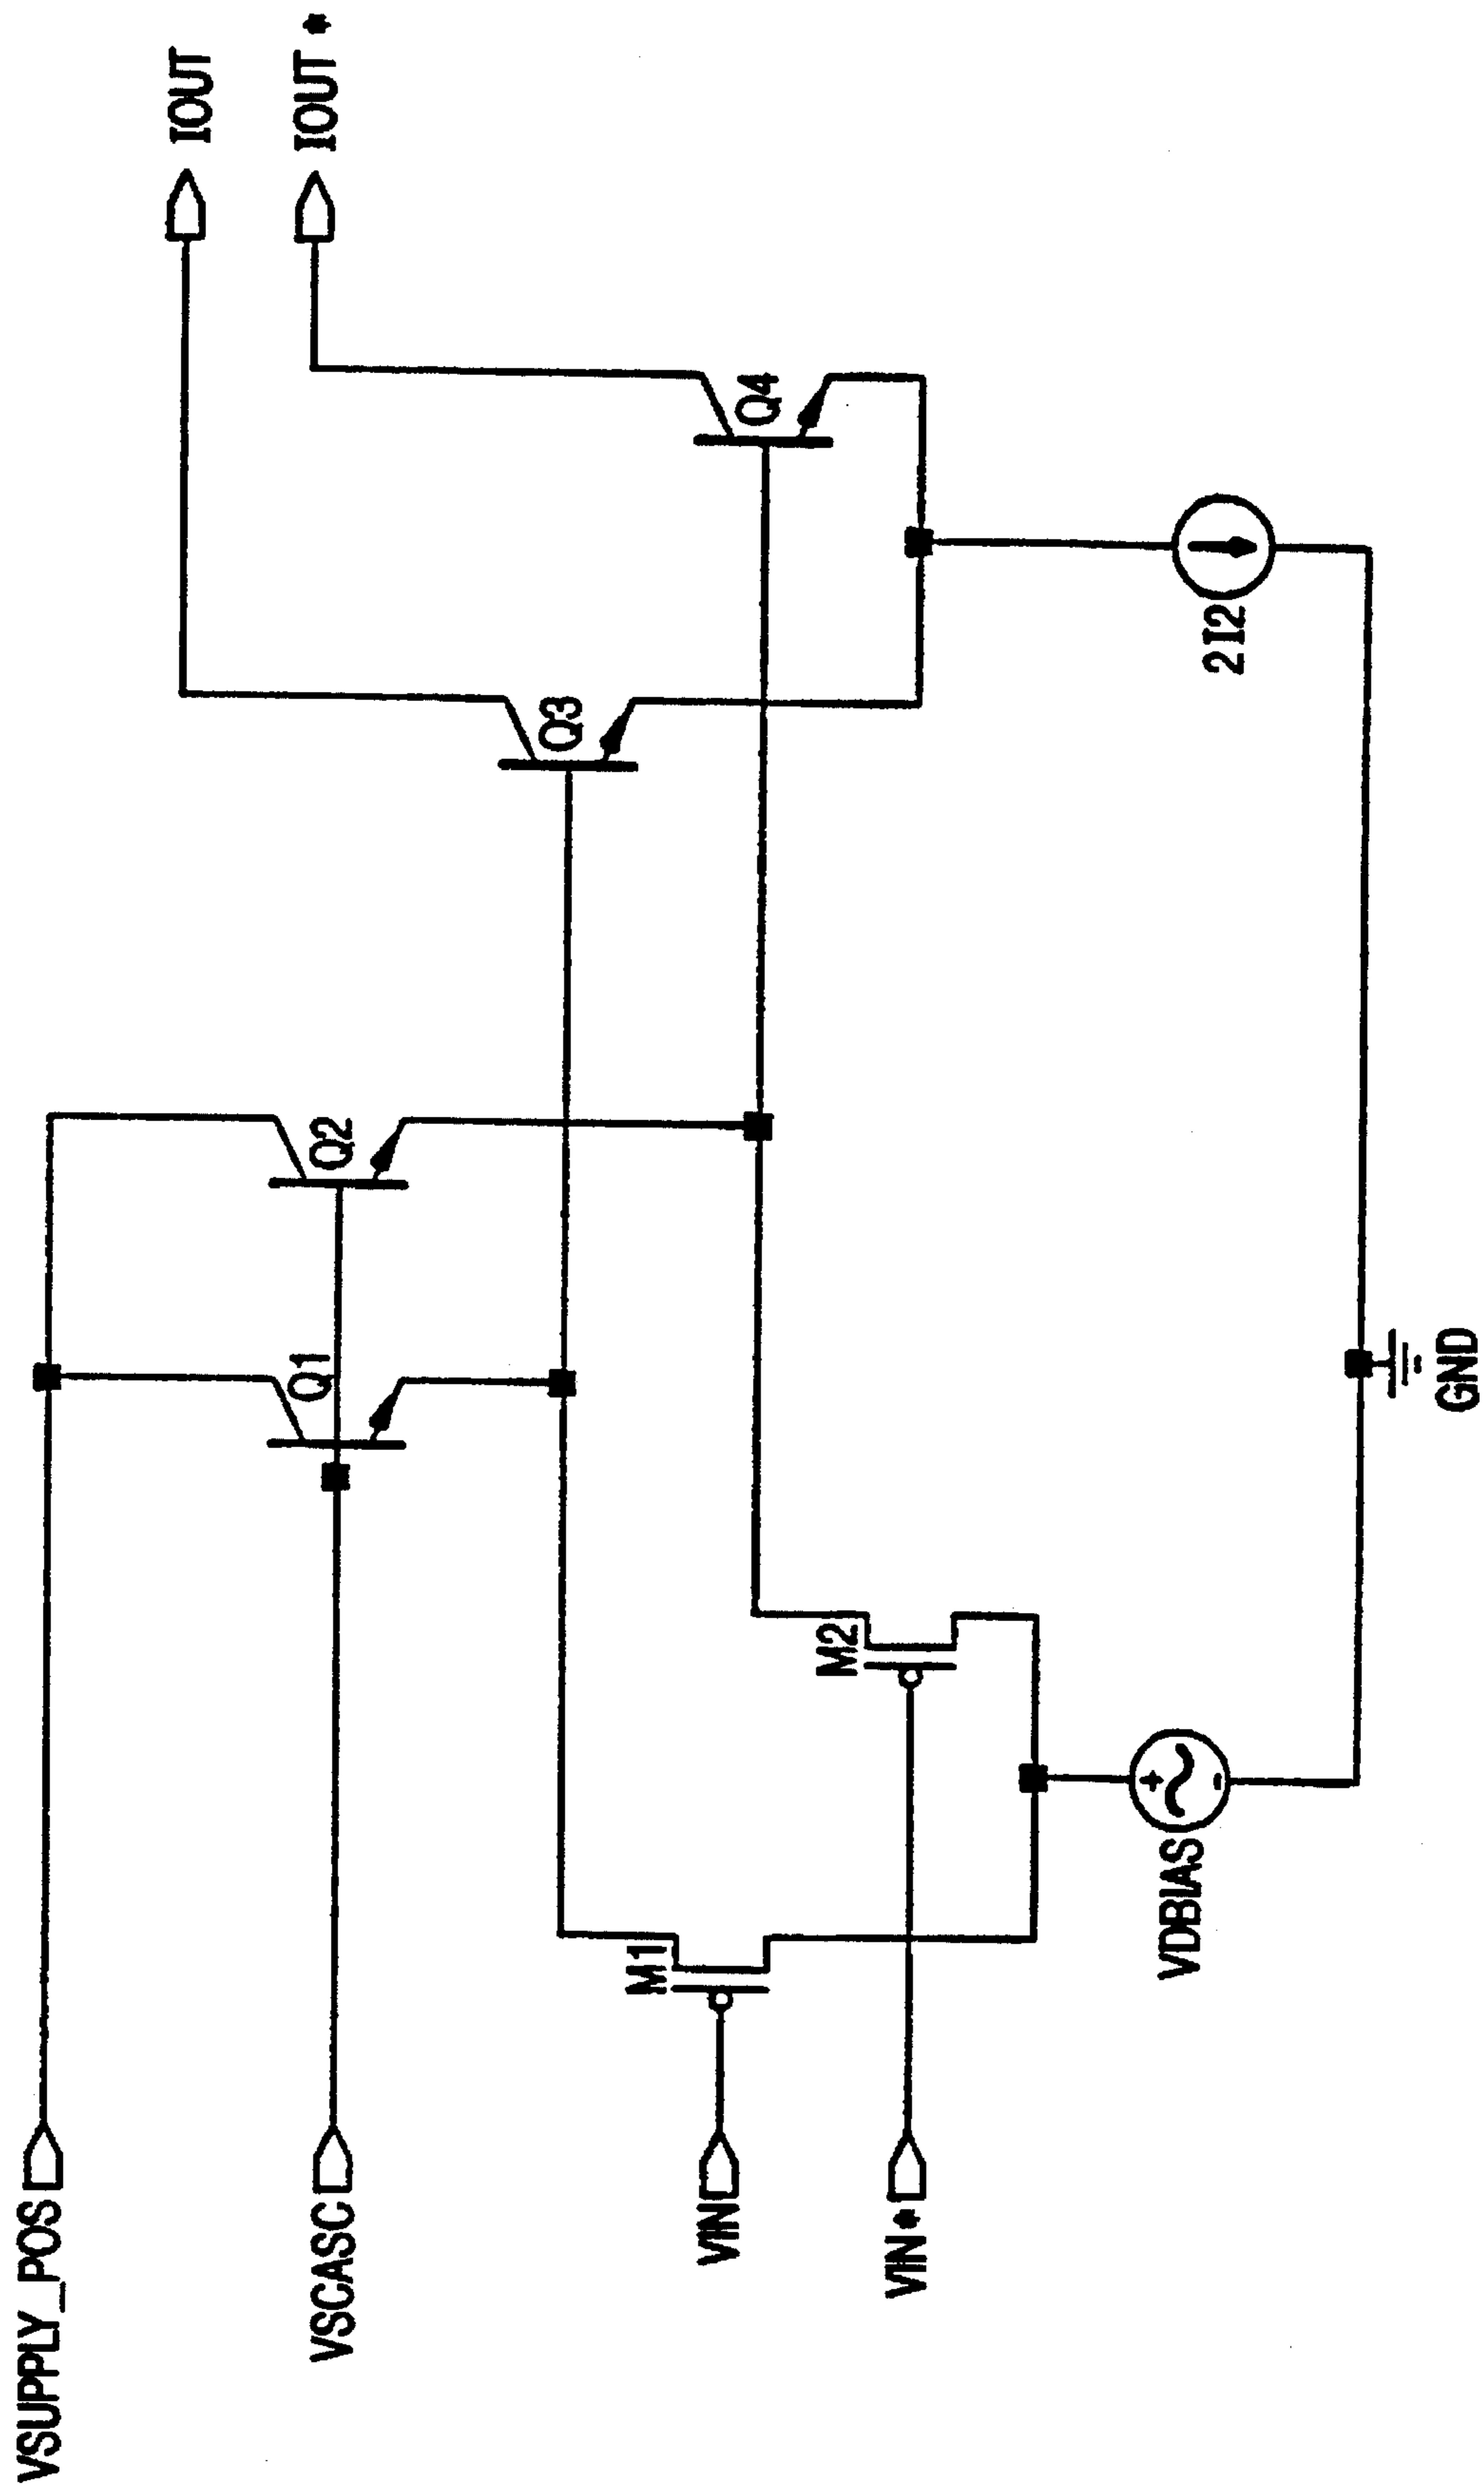 VSUPPLY_POS
VSCASC
VIN
VIN*
M1
M2
VDBIAS
+
-
Q1
Q2
GND
Q3
Q4
2I2
IOUT
IOUT*